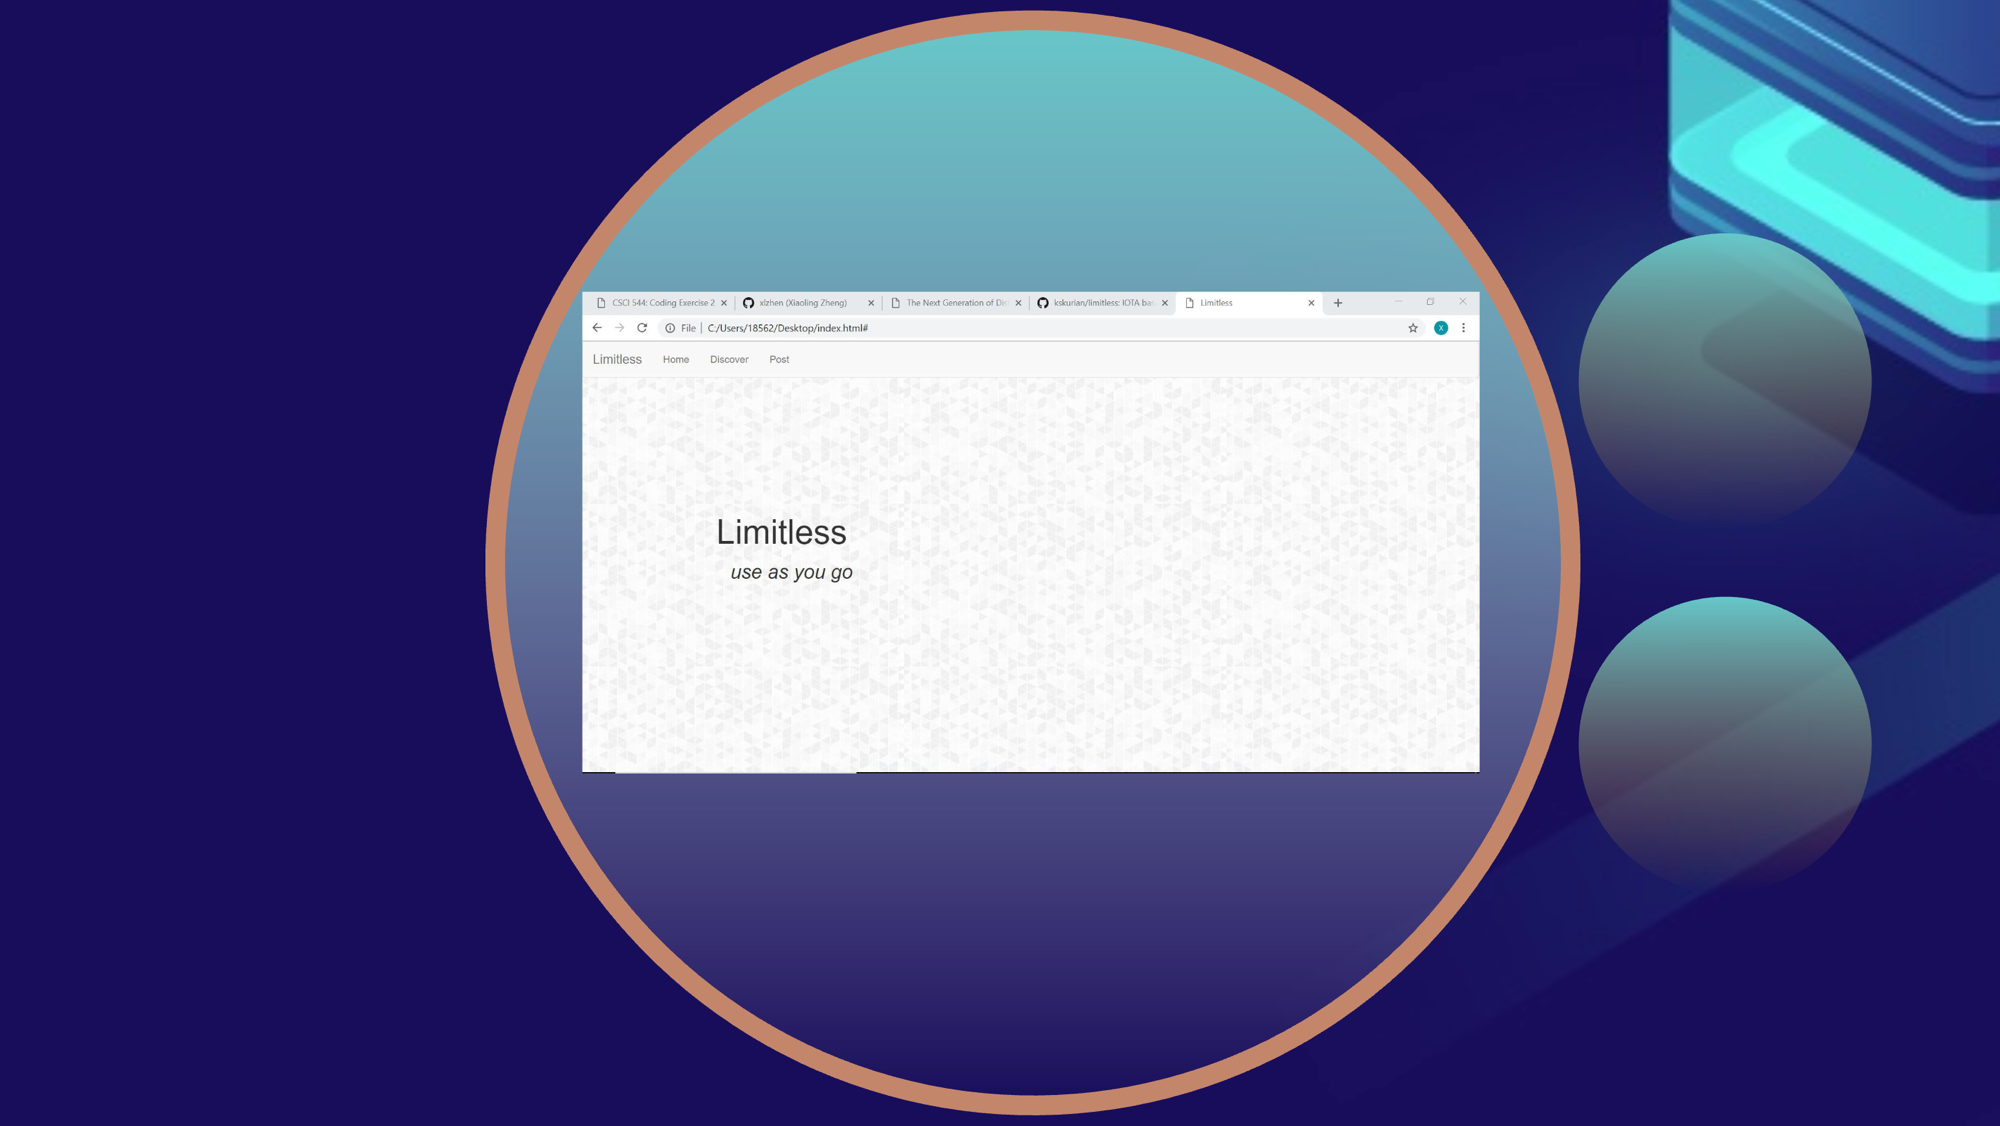 CSCI 544: Coding Exercise 2
xlzhen (Xiaoling Zheng)
The Next Generation of Dis
kskurian/limitless: IOTA ba
Limitless
File | C:/Users/18562/Desktop/index.html#
X
Limitless Home Discover Post
Limitless
use as you go